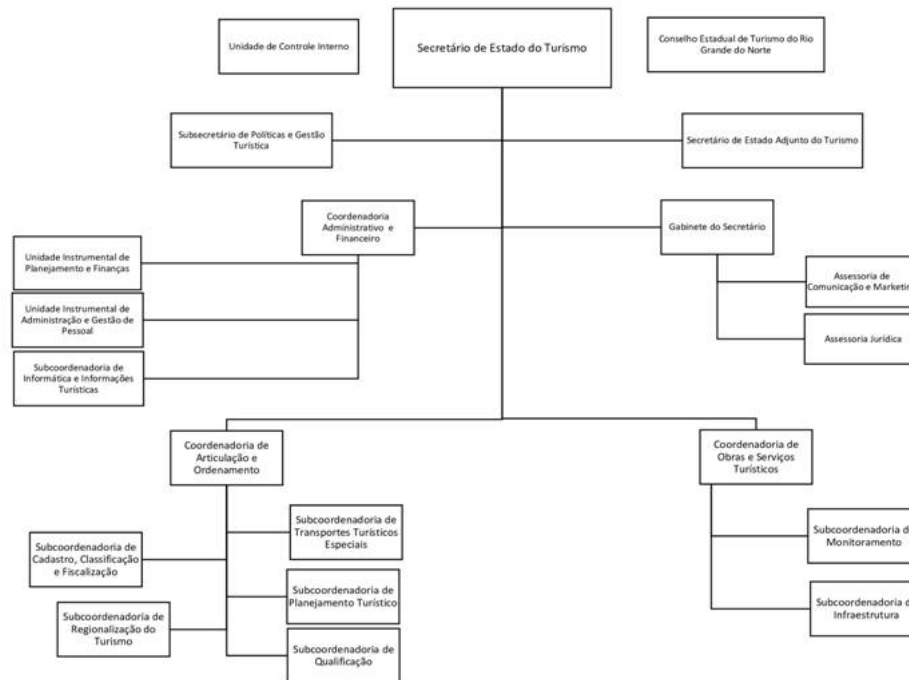 Unidade de Controle Interno
Secretário de Estado do Turismo
Conselho Estadual de Turismo do Rio
Grande do Norte
Subsecretário de Políticas e Gestão
Turística
Secretário de Estado Adjunto do Turismo
Coordenadoria
Administrativo e
Financeiro
Gabinete do Secretário
Unidade Instrumental de
Planejamento e Finanças
Assessoria de
Comunicação e Marketin
Unidade Instrumental de
Administração e Gestão de
Pessoal
Assessoria Jurídica
Subcoordenadoria de
Informática e Informações
Turísticas
Coordenadoria de
Articulação e
Ordenamento
Coordenadoria de
Obras e Serviços
Turísticos
Subcoordenadoria de
Transportes Turísticos
Especiais
Subcoordenadoria d
Monitoramento
Subcoordenadoria de
Cadastro, Classificação
e Fiscalização
Subcoordenadoria de
Planejamento Turístico
Subcoordenadoria d
Infraestrutura
Subcoordenadoria de
Regionalização do
Turismo
Subcoordenadoria de
Qualificação